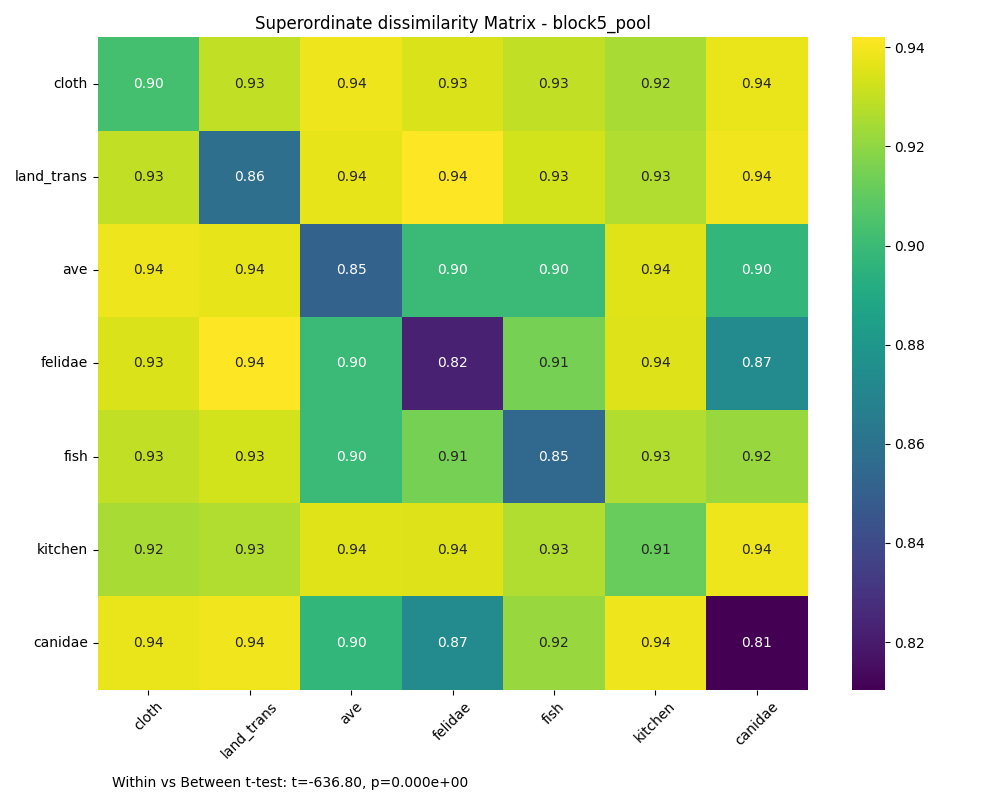 Superordinate dissimilarity Matrix - block5_pool
cloth 0.90 0.93 0.94 0.93 0.93 0.92 0.94
land_trans 0.93 0.86 0.94 0.94 0.93 0.93 0.94
ave 0.94 0.94 0.85 0.90 0.90 0.94 0.90
felidae 0.93 0.94 0.90 0.82 0.91 0.94 0.87
fish 0.93 0.93 0.90 0.91 0.85 0.93 0.92
kitchen 0.92 0.93 0.94 0.94 0.93 0.91 0.94
canidae 0.94 0.94 0.90 0.87 0.92 0.94 0.81
cloth land_trans ave felidae fish kitchen canidae
0.94
0.92
0.90
0.88
0.86
0.84
0.82
Within vs Between t-test: t=-636.80, p=0.000e+00